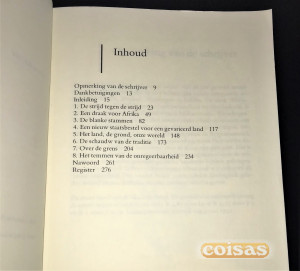 Inhoud
Opmerking van de schrijver 9
Dankbetuigingen 13
Inleiding 15
1. De strijd tegen de strijd 23
2. Een draak voor Afrika 49
3. De blanke stammen 82
4. Een nieuw staatsbestel voor een gevarieerd land 117
5. Het land, de grond, onze wereld 148
6. De schaduw van de traditie 173
7. Over de grens 204
8. Het temmen van de onregeerbaarheid 234
Nawoord 261
Register 276
coisas